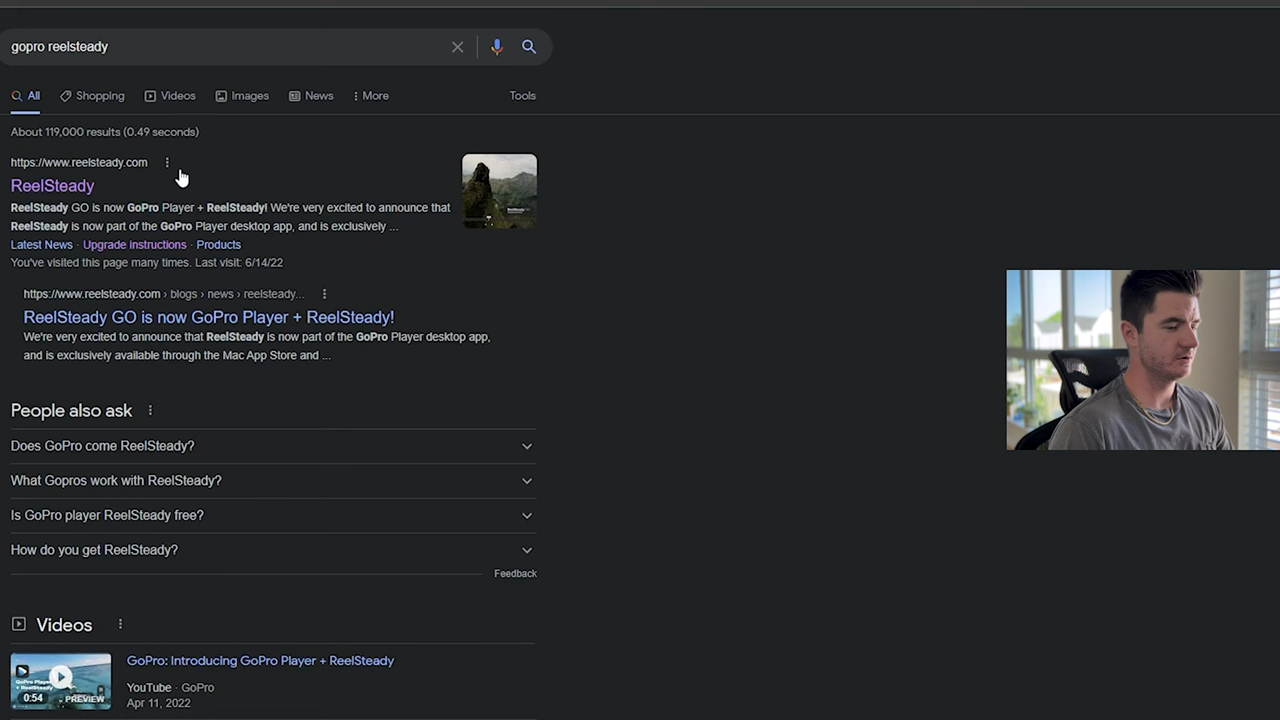 gopro reelsteady
All
Shopping
Videos
Images
News
More
Tools
About 119,000 results (0.49 seconds)
https://www.reelsteady.com
ReelSteady
ReelSteady GO is now GoPro Player + ReelSteady! We're very excited to announce that
ReelSteady is now part of the GoPro Player desktop app, and is exclusively ...
Latest News · Upgrade instructions · Products
You've visited this page many times. Last visit: 6/14/22
https://www.reelsteady.com › blogs › news › reelsteady...
ReelSteady GO is now GoPro Player + ReelSteady!
We're very excited to announce that ReelSteady is now part of the GoPro Player desktop app,
and is exclusively available through the Mac App Store and ...
People also ask
Does GoPro come ReelSteady?
What Gopros work with ReelSteady?
Is GoPro player ReelSteady free?
How do you get ReelSteady?
Feedback
Videos
GoPro: Introducing GoPro Player + ReelSteady
YouTube · GoPro
Apr 11, 2022
0:54
PREVIEW